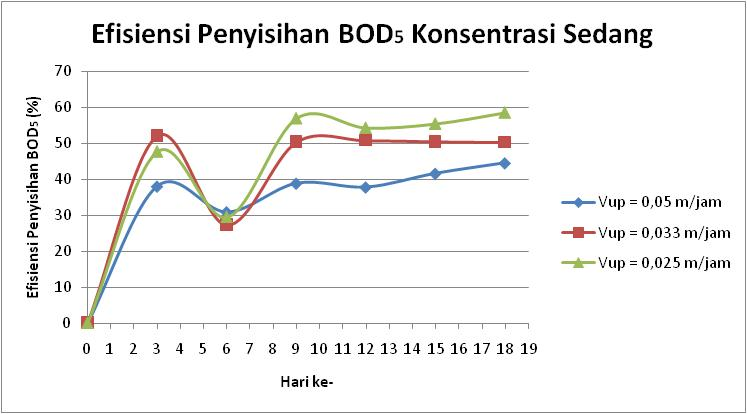 Efisiensi Penyisihan BOD5 Konsentrasi Sedang
Efisiensi Penyisihan BOD5 (%)
70
60
50
40
30
20
10
0
0 1 2 3 4 5 6 7 8 9 10 11 12 13 14 15 16 17 18 19
Hari ke-
Vup = 0,05 m/jam
Vup = 0,033 m/jam
Vup = 0,025 m/jam